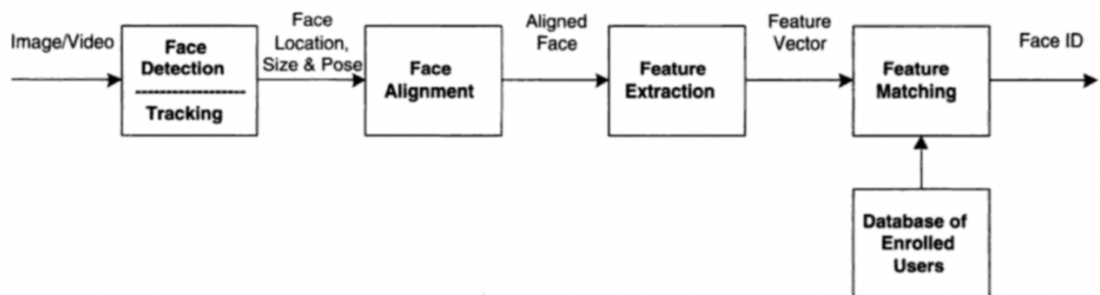 Image/Video
Face
Detection
Tracking
Face
Location,
Size & Pose
Face
Alignment
Aligned
Face
Feature
Extraction
Feature
Vector
Feature
Matching
Face ID
Database of
Enrolled
Users